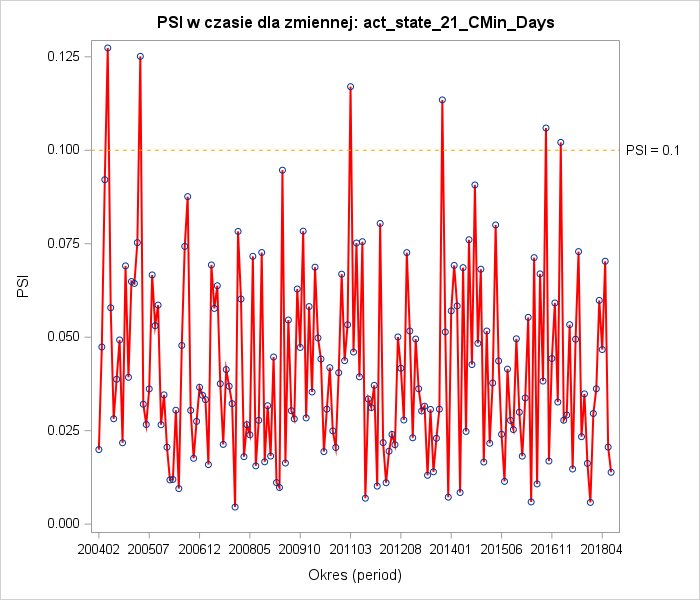 PSI w czasie dla zmiennej: act_state_21_CMin_Days
0.125
0.100
PSI = 0.1
0.075
PSI
0.050
0.025
0.000
200402 200507 200612 200805 200910 201103 201208 201401 201506 201611 201804
Okres (period)